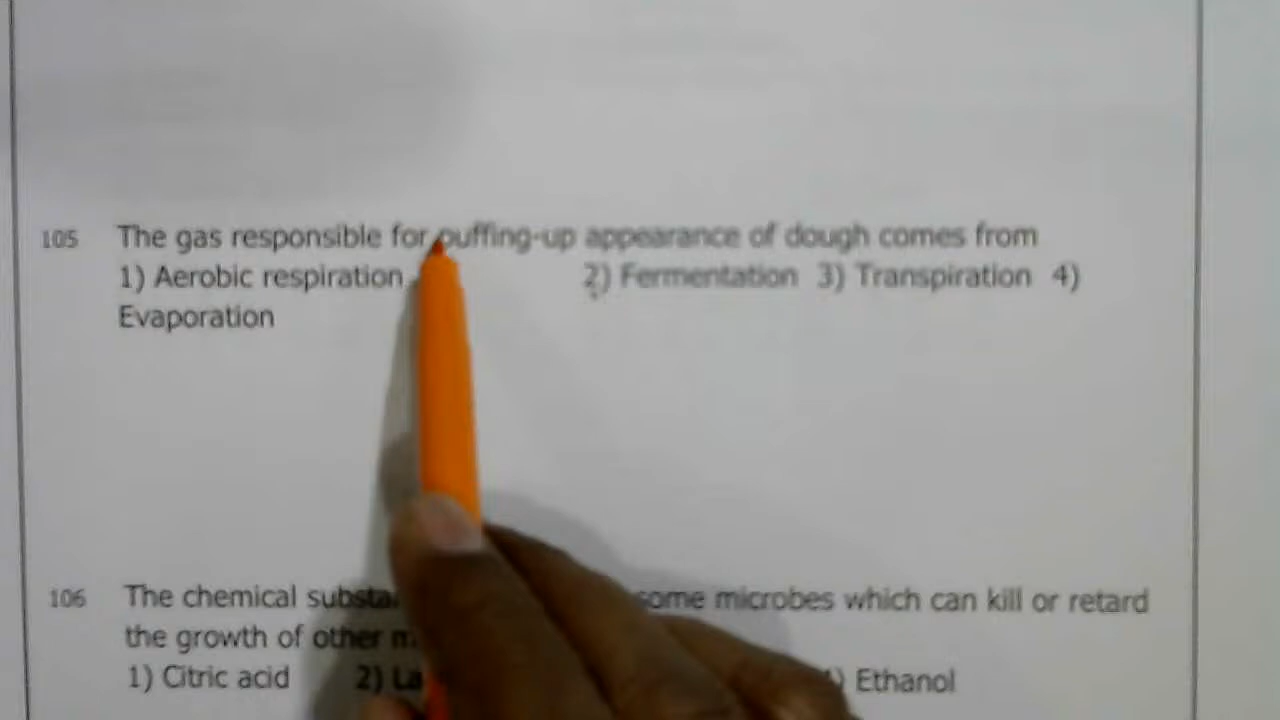 105 The gas responsible for puffing-up appearance of dough comes from
1) Aerobic respiration 2) Fermentation 3) Transpiration 4)
Evaporation
106 The chemical some microbes which can kill or retard
the growth of other
1) Citric acid 2) Ethanol